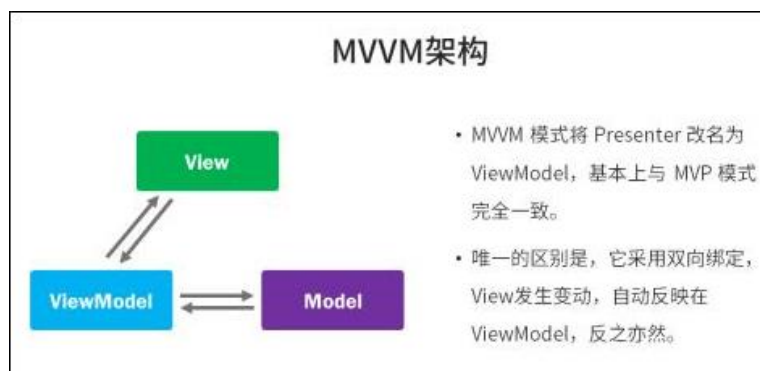 MVVM架构
View
ViewModel
Model
• MVVM 模式将 Presenter 改名为
ViewModel，基本上与 MVP 模式
完全一致。
• 唯一的区别是，它采用双向绑定，
View发生变动，自动反映在
ViewModel，反之亦然。